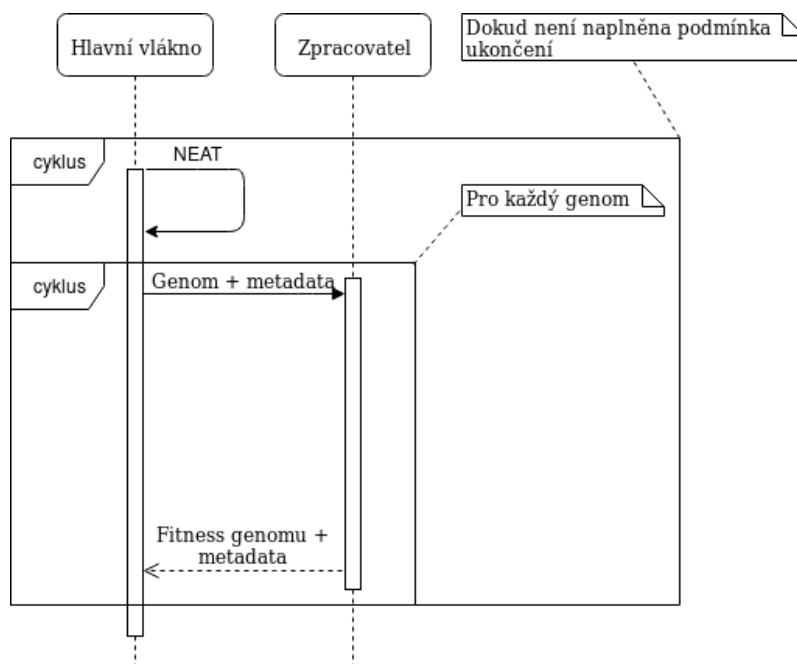 Hlavní vlákno
Zpracovatel
Dokud není naplněna podmínka
ukončení
cyklus
NEAT
Pro každý genom
cyklus
Genom + metadata
Fitness genomu +
metadata